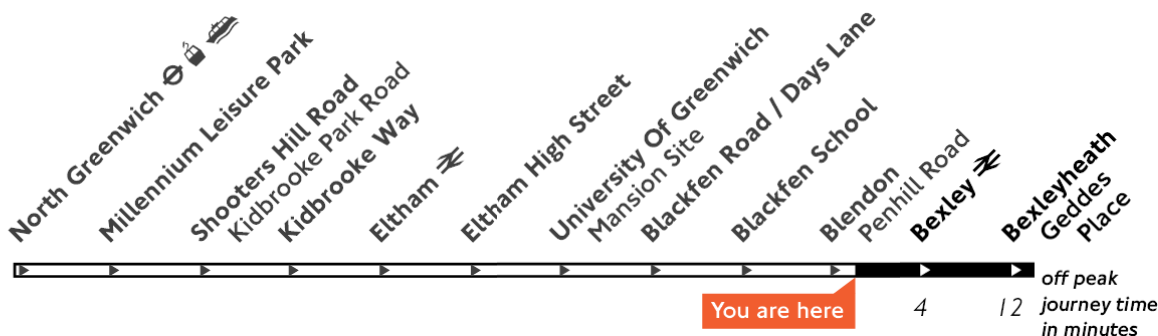 North Greenwich
Millennium Leisure Park
Shooters Hill Road
Kidbrooke Park Road
Kidbrooke Way
Eltham
Eltham High Street
University Of Greenwich
Mansion Site
Blackfen Road / Days Lane
Blackfen School
Blendon
Penhill Road
Bexley
Bexleyheath
Geddes
Place
You are here
4
12
off peak
journey time
in minutes